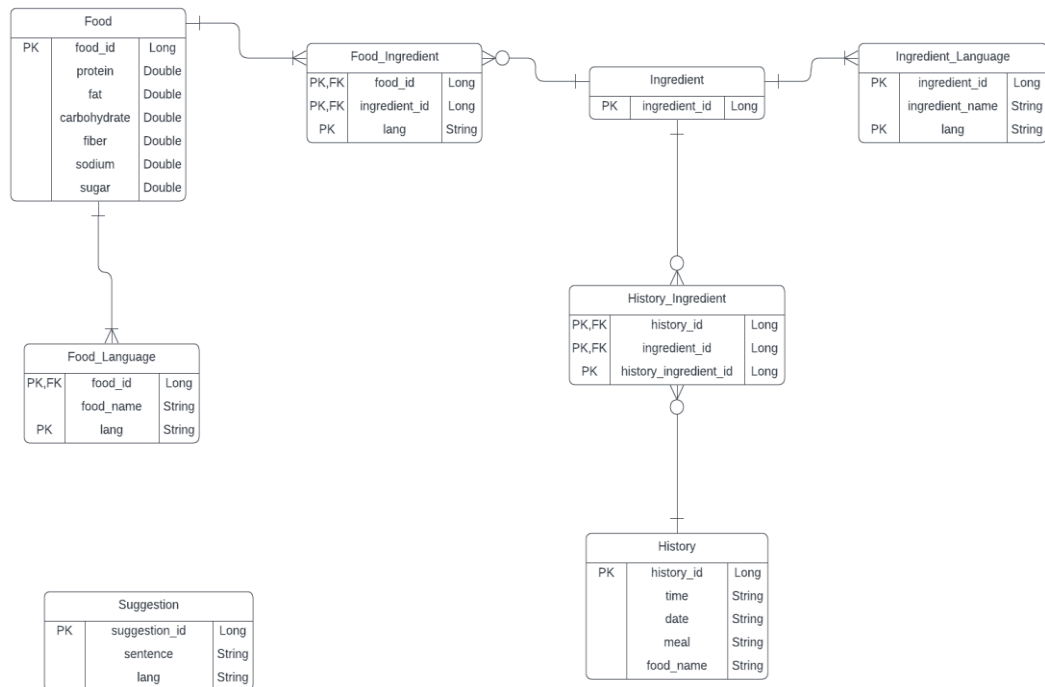 Food
PK food_id Long
protein Double
fat Double
carbohydrate Double
fiber Double
sodium Double
sugar Double
Food_Ingredient
PK,FK food_id Long
PK,FK ingredient_id Long
PK lang String
Ingredient
PK ingredient_id Long
Ingredient_Language
PK ingredient_id Long
ingredient_name String
PK lang String
History_Ingredient
PK,FK history_id Long
PK,FK ingredient_id Long
PK history_ingredient_id Long
Food_Language
PK,FK food_id Long
food_name String
PK lang String
History
PK history_id Long
time String
date String
meal String
food_name String
Suggestion
PK suggestion_id Long
sentence String
lang String